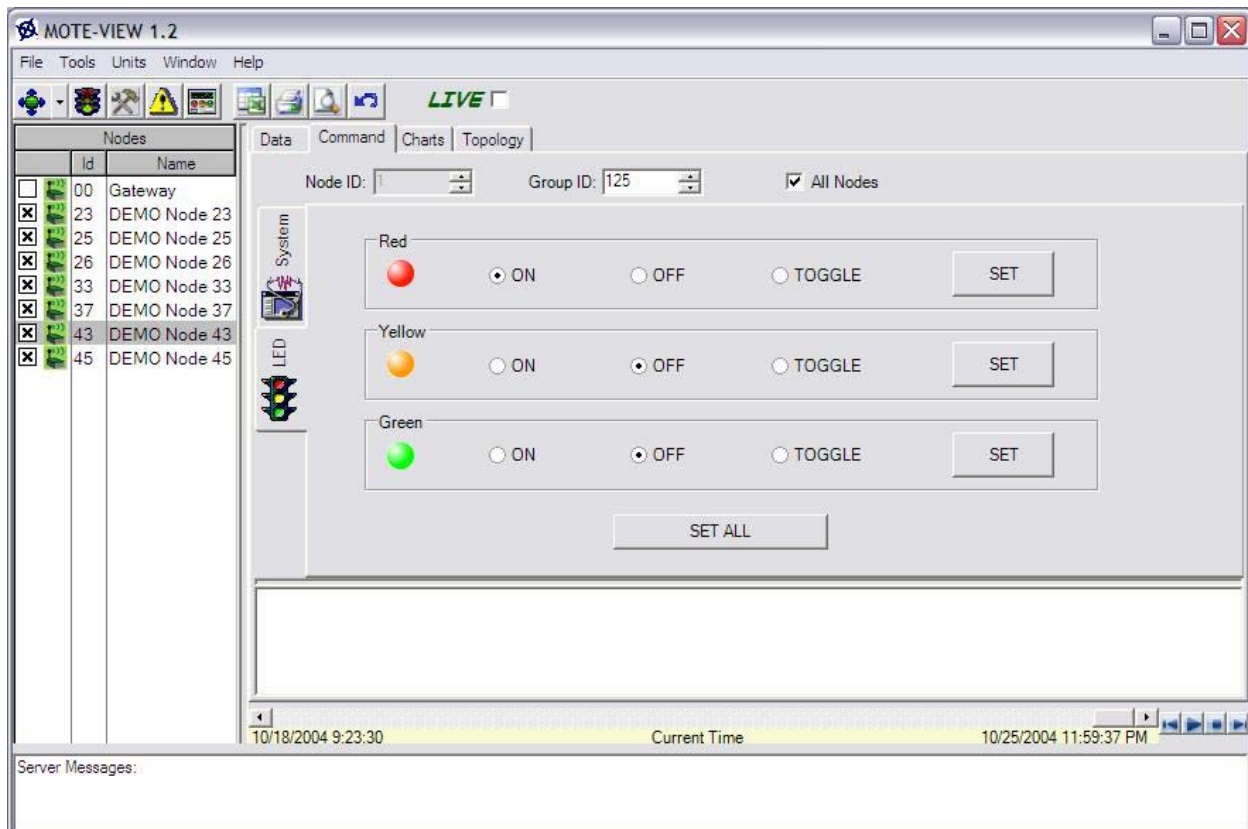 MOTE-VIEW 1.2
File Tools Units Window Help
LIVE
Nodes
Id Name
00 Gateway
23 DEMO Node 23
25 DEMO Node 25
26 DEMO Node 26
33 DEMO Node 33
37 DEMO Node 37
43 DEMO Node 43
45 DEMO Node 45
Data Command Charts Topology
Node ID: 1 Group ID: 125 All Nodes
System
LED
Red
ON OFF TOGGLE SET
Yellow
ON OFF TOGGLE SET
Green
ON OFF TOGGLE SET
SET ALL
10/18/2004 9:23:30 Current Time 10/25/2004 11:59:37 PM
Server Messages: